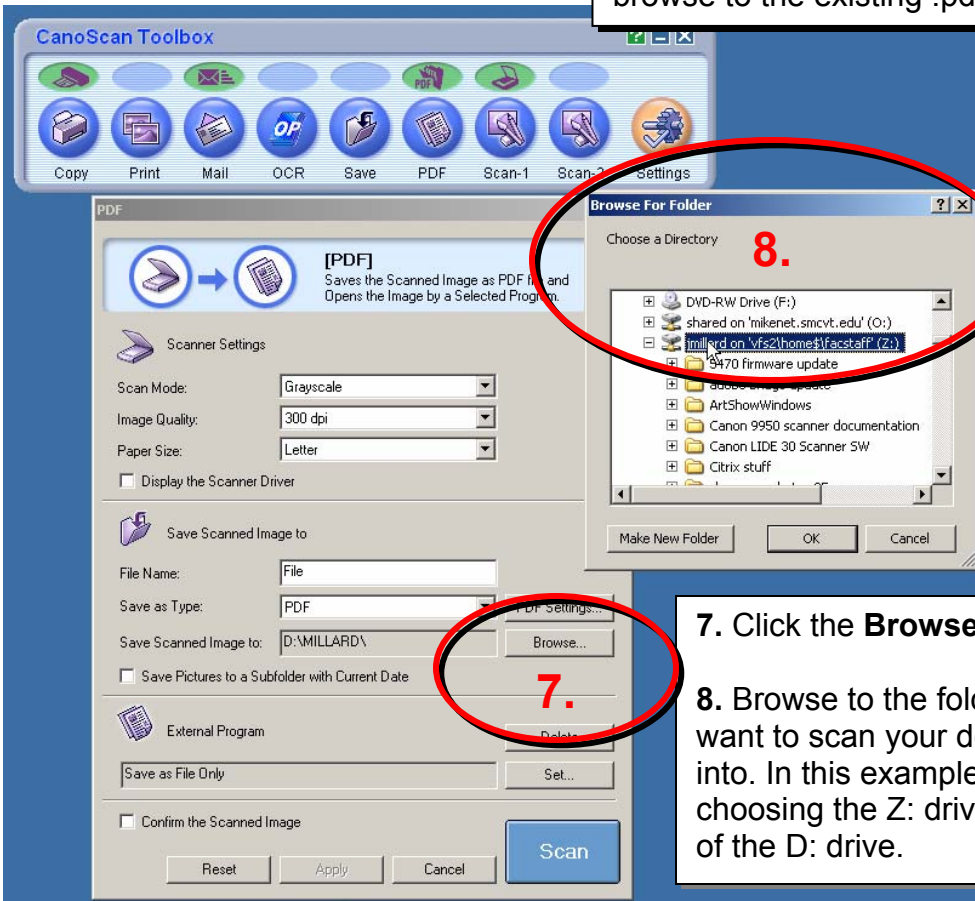 browse to the existing .pd
CanoScan Toolbox
PDF
OP
Copy Print Mail OCR Save PDF Scan-1 Scan-2 Settings
PDF
[PDF]
Saves the Scanned Image as PDF file and
Opens the Image by a Selected Program.
Scanner Settings
Scan Mode: Grayscale
Image Quality: 300 dpi
Paper Size: Letter
Display the Scanner Driver
Save Scanned Image to
File Name: File
Save as Type: PDF PDF Settings...
Save Scanned Image to: D:\MILLARD\ Browse...
Save Pictures to a Subfolder with Current Date
7.
External Program Delete
Save as File Only Set...
Confirm the Scanned Image
Scan
Reset Apply Cancel
Browse For Folder
Choose a Directory
8.
DVD-RW Drive (F:)
shared on 'mikenet.smcvt.edu' (O:)
jmillard on 'vfs2\home$\facstaff' (Z:)
9470 firmware update
adobe image update
ArtShowWindows
Canon 9950 scanner documentation
Canon LIDE 30 Scanner SW
Citrix stuff
Make New Folder OK Cancel
7. Click the Browse
8. Browse to the fol
want to scan your d
into. In this example
choosing the Z: driv
of the D: drive.